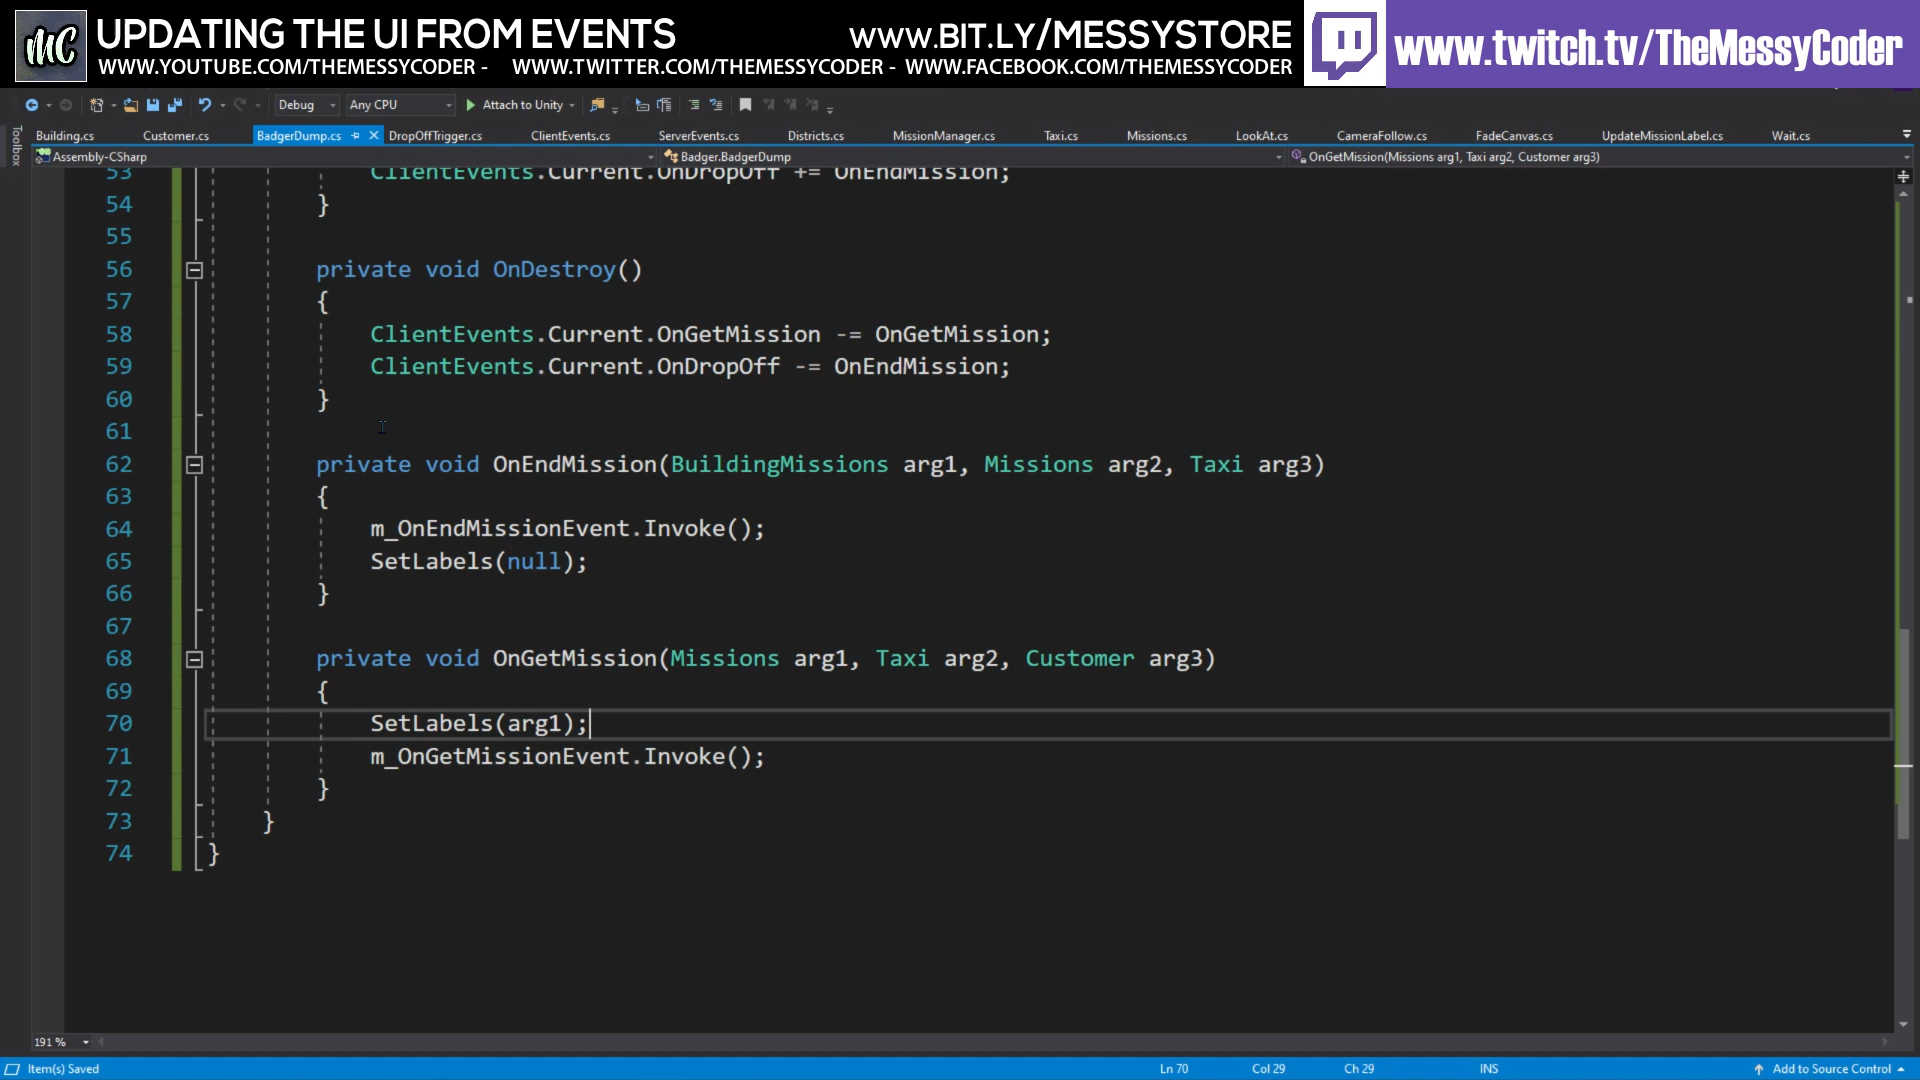 MC
UPDATING THE UI FROM EVENTS
WWW.BIT.LY/MESSYSTORE
WWW.YOUTUBE.COM/THEMESSYCODER - WWW.TWITTER.COM/THEMESSYCODER - WWW.FACEBOOK.COM/THEMESSYCODER
www.twitch.tv/TheMessyCoder
Debug Any CPU Attach to Unity
Toolbox
Building.cs Customer.cs BadgerDump.cs DropOffTrigger.cs ClientEvents.cs ServerEvents.cs Districts.cs MissionManager.cs Taxi.cs Missions.cs LookAt.cs CameraFollow.cs FadeCanvas.cs UpdateMissionLabel.cs Wait.cs
Assembly-CSharp Badger.BadgerDump OnGetMission(Missions arg1, Taxi arg2, Customer arg3)
53 ClientEvents.Current.OnDropOff += OnEndMission;
54 }
55
56 private void OnDestroy()
57 {
58 ClientEvents.Current.OnGetMission -= OnGetMission;
59 ClientEvents.Current.OnDropOff -= OnEndMission;
60 }
61
62 private void OnEndMission(BuildingMissions arg1, Missions arg2, Taxi arg3)
63 {
64 m_OnEndMissionEvent.Invoke();
65 SetLabels(null);
66 }
67
68 private void OnGetMission(Missions arg1, Taxi arg2, Customer arg3)
69 {
70 SetLabels(arg1);
71 m_OnGetMissionEvent.Invoke();
72 }
73 }
74 }
191 %
Item(s) Saved Ln 70 Col 29 Ch 29 INS Add to Source Control